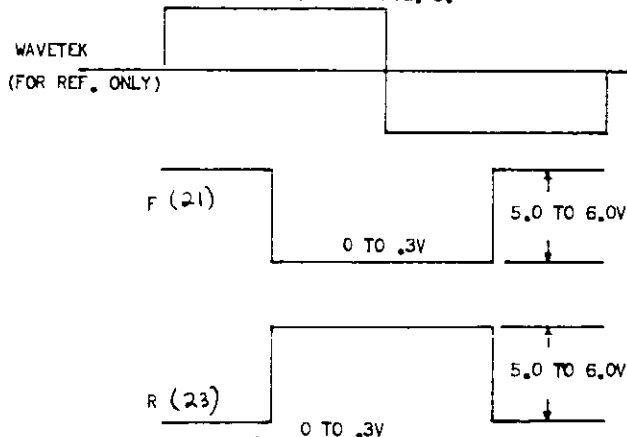 WAVETEK
(FOR REF. ONLY)
F (21)
5.0 TO 6.0V
0 TO .3V
5.0 TO 6.0V
R (23)
0 TO .3V